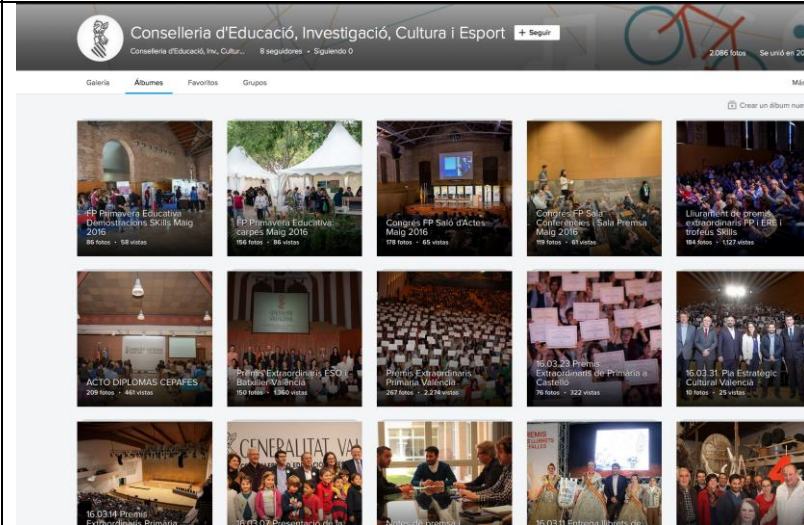 Conselleria d'Educació, Investigació, Cultura i Esport + Seguir
Conselleria d'Educació, Inv., Cultur... 8 seguidores • Siguiendo 0
2.086 fotos Se unió en 20
Galería Álbumes Favoritos Grupos Más
Crear un álbum nue
FP Primavera Educativa
Demostracions SKills Maig
2016
86 fotos • 58 vistas
FP Primavera Educativa:
carpes Maig 2016
156 fotos • 86 vistas
Congrés FP Saló d'Actes
Maig 2016
178 fotos • 65 vistas
Congrés FP Sala
Conferències i Sala Premsa
Maig 2016
119 fotos • 61 vistas
Lliurament de premis
extraordinaris FP i ERE i
trofeus Skills
184 fotos • 1.127 vistas
ACTO DIPLOMAS CEPAFES
209 fotos • 461 vistas
Premis Extraordinaris ESO i
Batxiller València
150 fotos • 1.360 vistas
Premis Extraordinaris
Primària València
267 fotos • 2.274 vistas
16.03.23 Premis
Extraordinaris de Primària a
Castelló
76 fotos • 322 vistas
16.03.31. Pla Estratègic
Cultural Valencià
10 fotos • 25 vistas
16.03.14 Premis
Extraordinaris Primària
GENERALITAT VAL
16.03.07 Presentació de la
Notes de premsa i
PREMIS
16.03.11 Entrega llibrets de